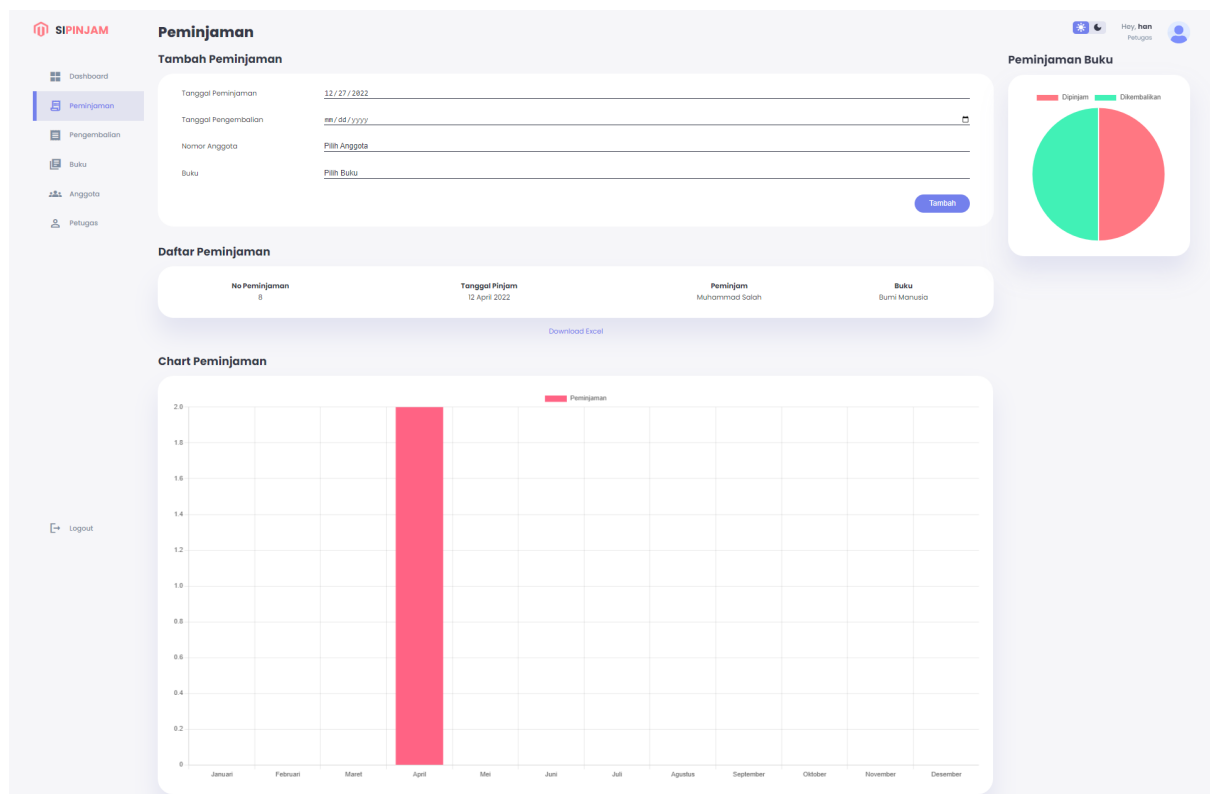 SIPINJAM
Dashboard
Peminjaman
Pengembalian
Buku
Anggota
Petugas
Logout
Peminjaman
Hey, han
Petugas
Tambah Peminjaman
Tanggal Peminjaman 12/27/2022
Tanggal Pengembalian mm/dd/yyyy
Nomor Anggota Pilih Anggota
Buku Pilih Buku
Tambah
Peminjaman Buku
Dipinjam Dikembalikan
Daftar Peminjaman
No Peminjaman Tanggal Pinjam Peminjam Buku
8 12 April 2022 Muhammad Salah Bumi Manusia
Download Excel
Chart Peminjaman
Peminjaman
2.0
1.8
1.6
1.4
1.2
1.0
0.8
0.6
0.4
0.2
0
Januari Februari Maret April Mei Juni Juli Agustus September Oktober November Desember